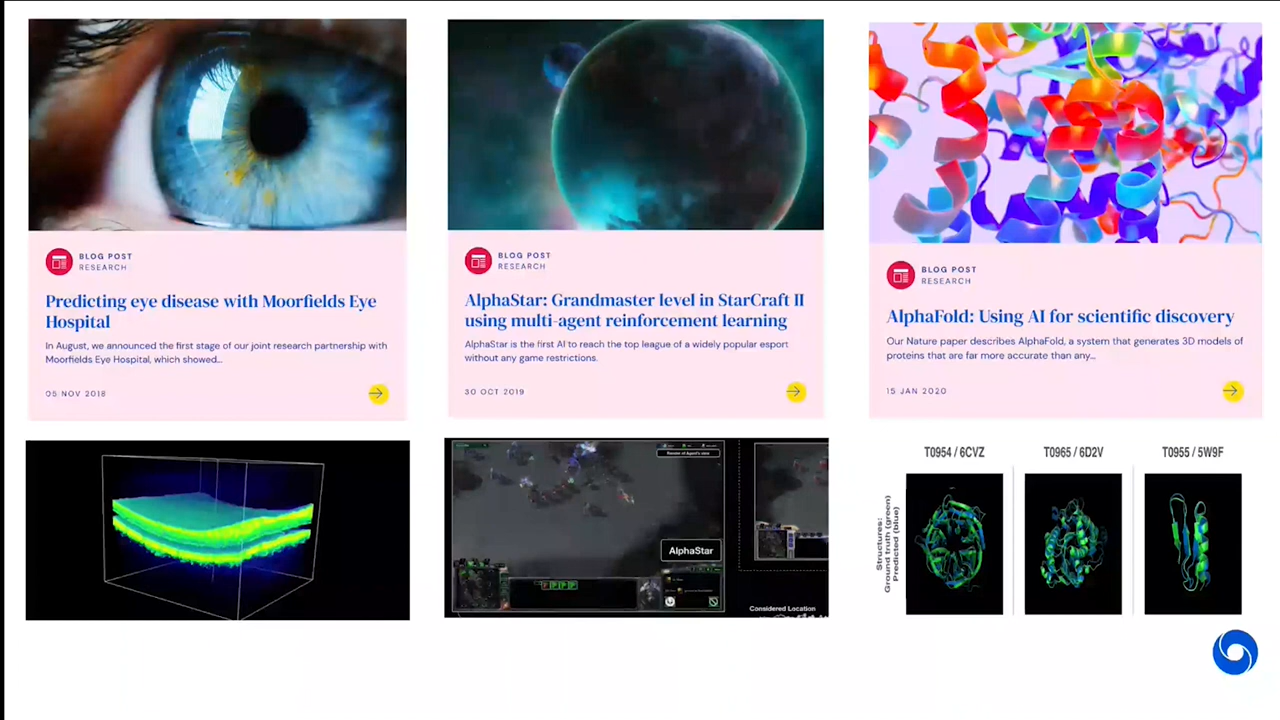 BLOG POST
RESEARCH
Predicting eye disease with Moorfields Eye
Hospital
In August, we announced the first stage of our joint research partnership with
Moorfields Eye Hospital, which showed...
05 NOV 2018
BLOG POST
RESEARCH
AlphaStar: Grandmaster level in StarCraft II
using multi-agent reinforcement learning
AlphaStar is the first AI to reach the top league of a widely popular esport
without any game restrictions.
30 OCT 2019
BLOG POST
RESEARCH
AlphaFold: Using AI for scientific discovery
Our Nature paper describes AlphaFold, a system that generates 3D models of
proteins that are far more accurate than any...
15 JAN 2020
AlphaStar
Considered Location
T0954 / 6CVZ
T0965 / 6D2V
T0955 / 5W9F
Structures:
Ground truth (green)
Predicted (blue)